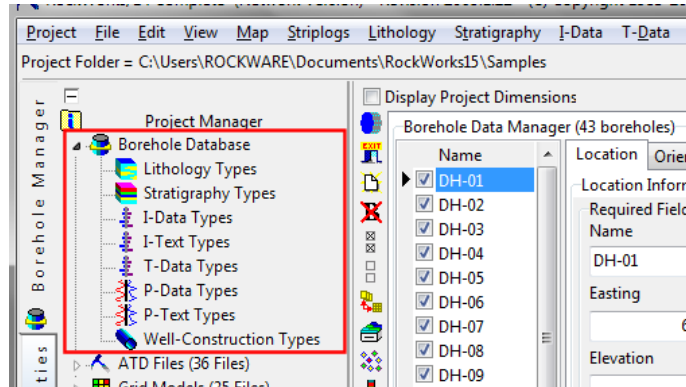 Project File Edit View Map Striplogs Lithology Stratigraphy I-Data T-Data
Project Folder = C:\Users\ROCKWARE\Documents\RockWorks15\Samples
Display Project Dimensions
Project Manager
Borehole Data Manager (43 boreholes)
Borehole Database
Lithology Types
Stratigraphy Types
I-Data Types
I-Text Types
T-Data Types
P-Data Types
P-Text Types
Well-Construction Types
ATD Files (36 Files)
Borehole Manager
EXIT
Name
DH-01
DH-02
DH-03
DH-04
DH-05
DH-06
DH-07
DH-08
DH-09
Location
Required
Name
DH-01
Easting
6
Elevation